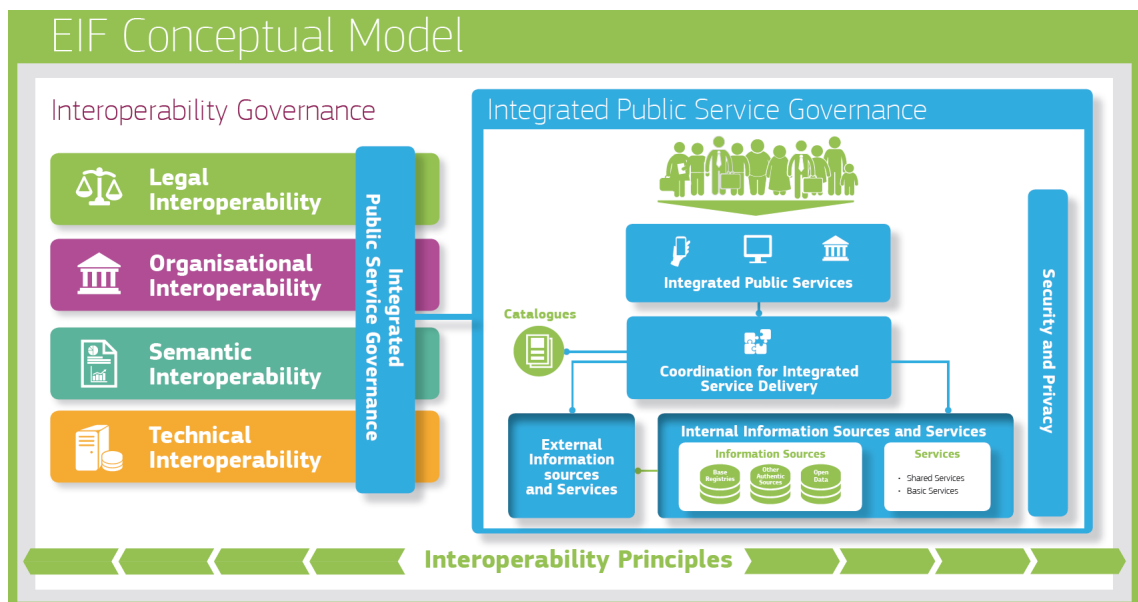 EIF Conceptual Model
Interoperability Governance
Legal
Interoperability
Organisational
Interoperability
Semantic
Interoperability
Technical
Interoperability
Integrated
Public Service Governance
Integrated Public Service Governance
Integrated Public Services
Catalogues
Coordination for Integrated
Service Delivery
External
Information
sources
and Services
Internal Information Sources and Services
Information Sources
Base
Registries
Other
Authentic
Sources
Open
Data
Services
• Shared Services
• Basic Services
Security and Privacy
Interoperability Principles